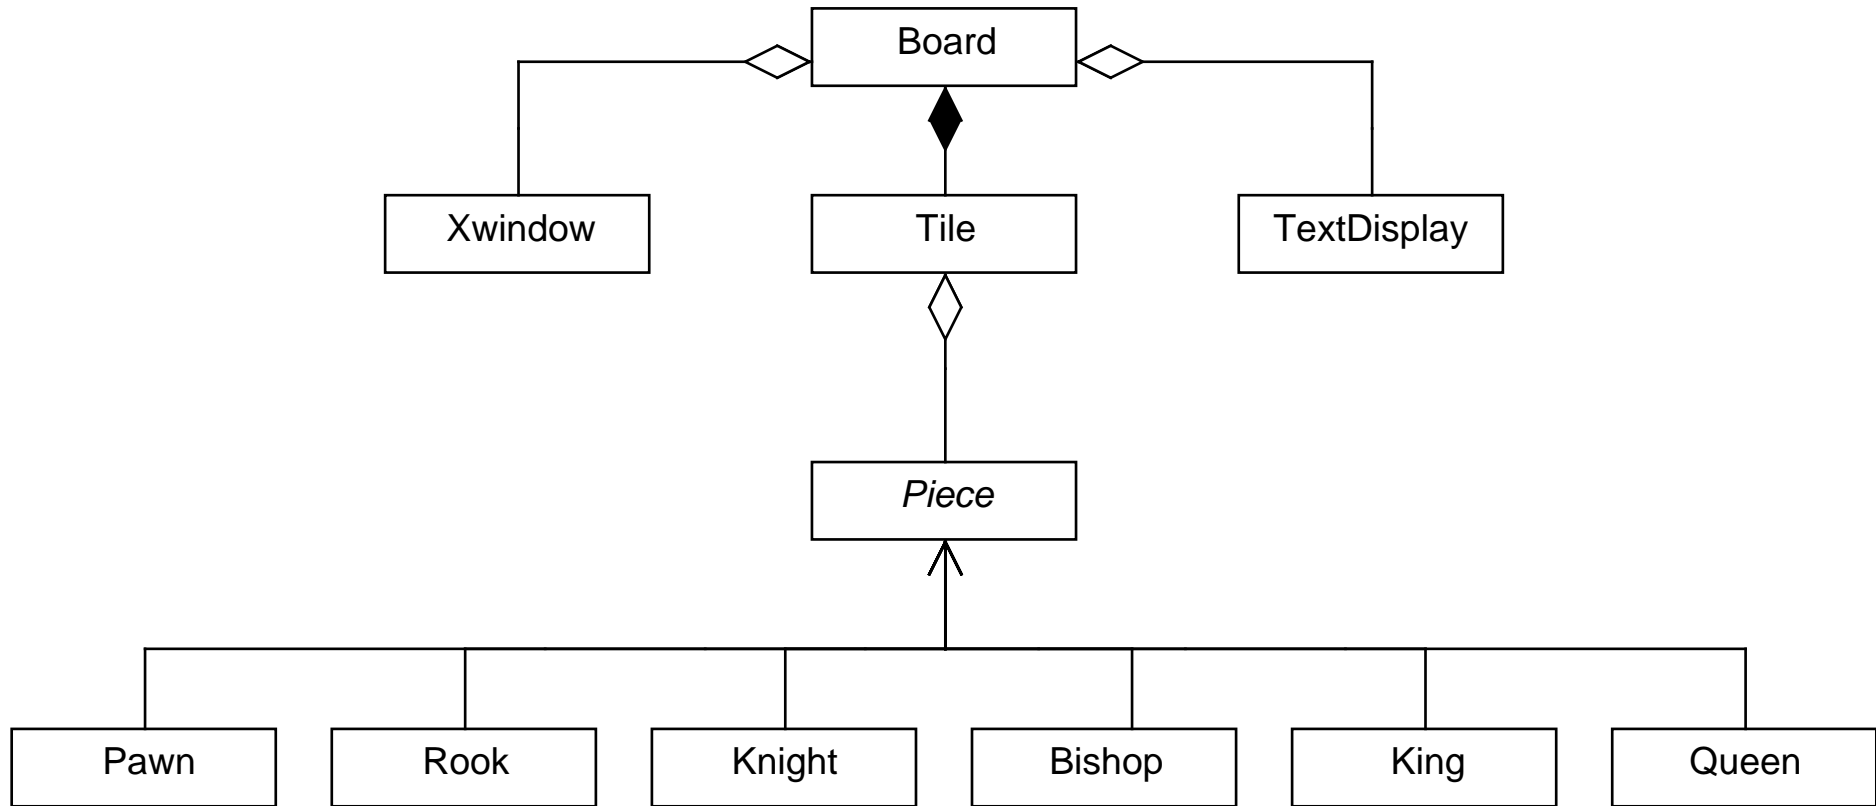 Board
Xwindow
Tile
TextDisplay
Piece
Pawn
Rook
Knight
Bishop
King
Queen